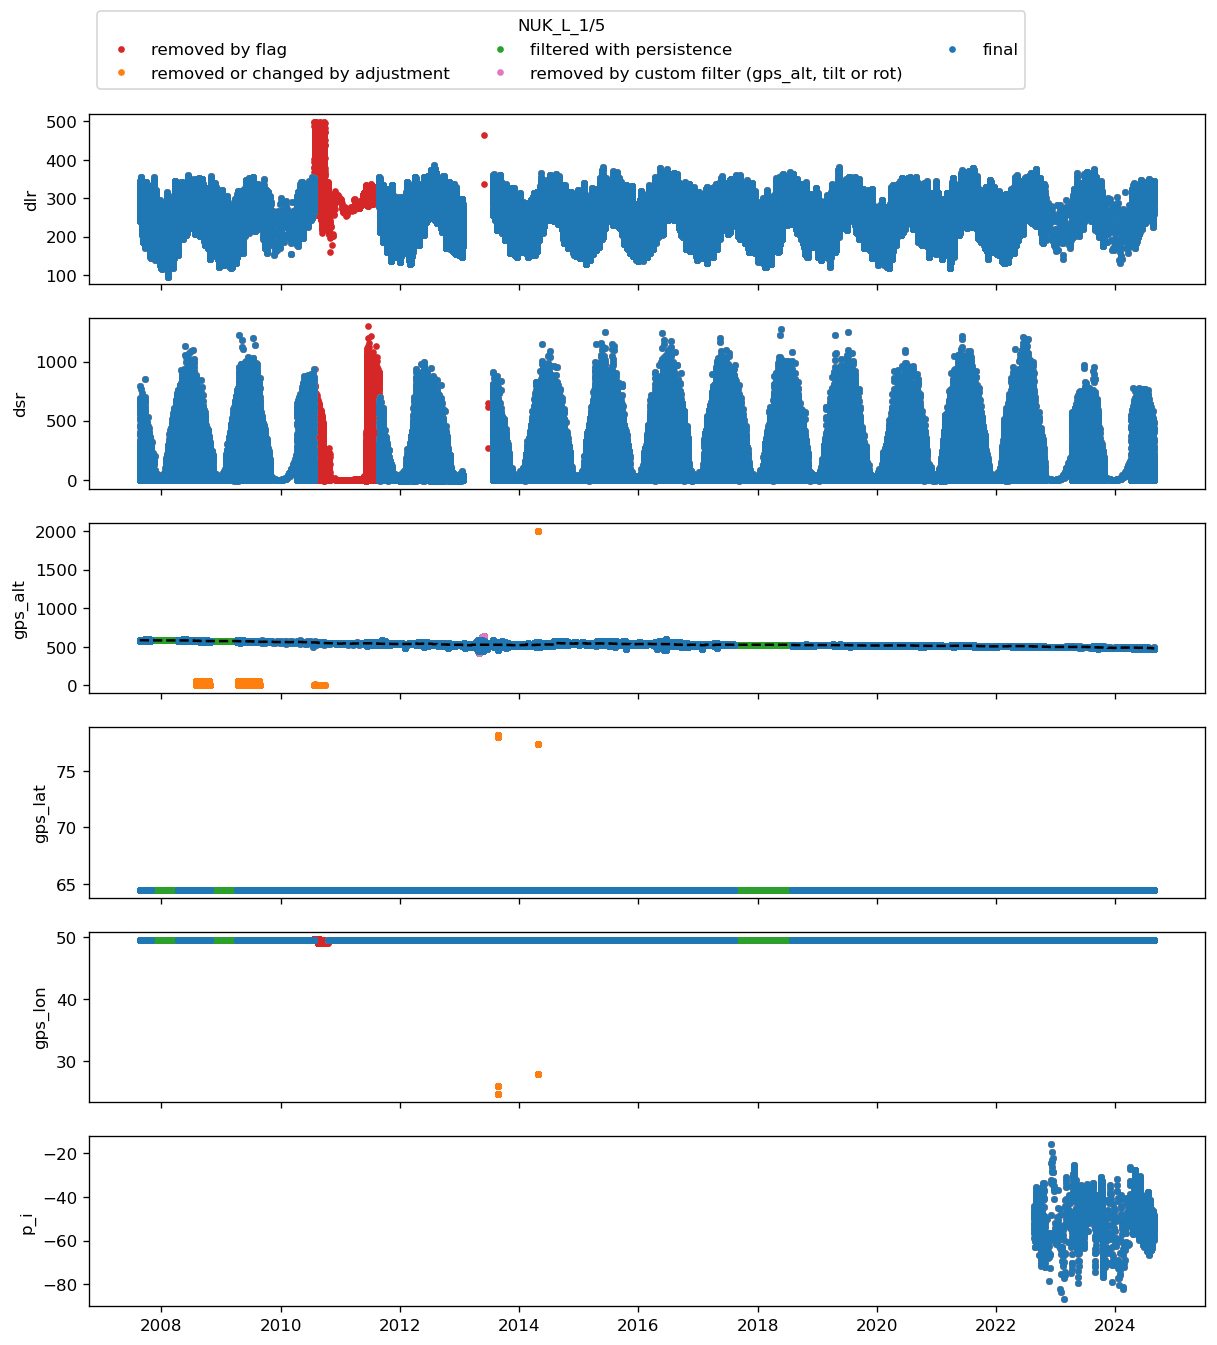 NUK_L_1/5
removed by flag
filtered with persistence
final
removed or changed by adjustment
removed by custom filter (gps_alt, tilt or rot)
500
400
300
200
100
dlr
1000
500
0
dsr
2000
1500
1000
500
0
gps_alt
75
70
65
gps_lat
50
40
30
gps_lon
−20
−40
−60
−80
p_i
2008 2010 2012 2014 2016 2018 2020 2022 2024